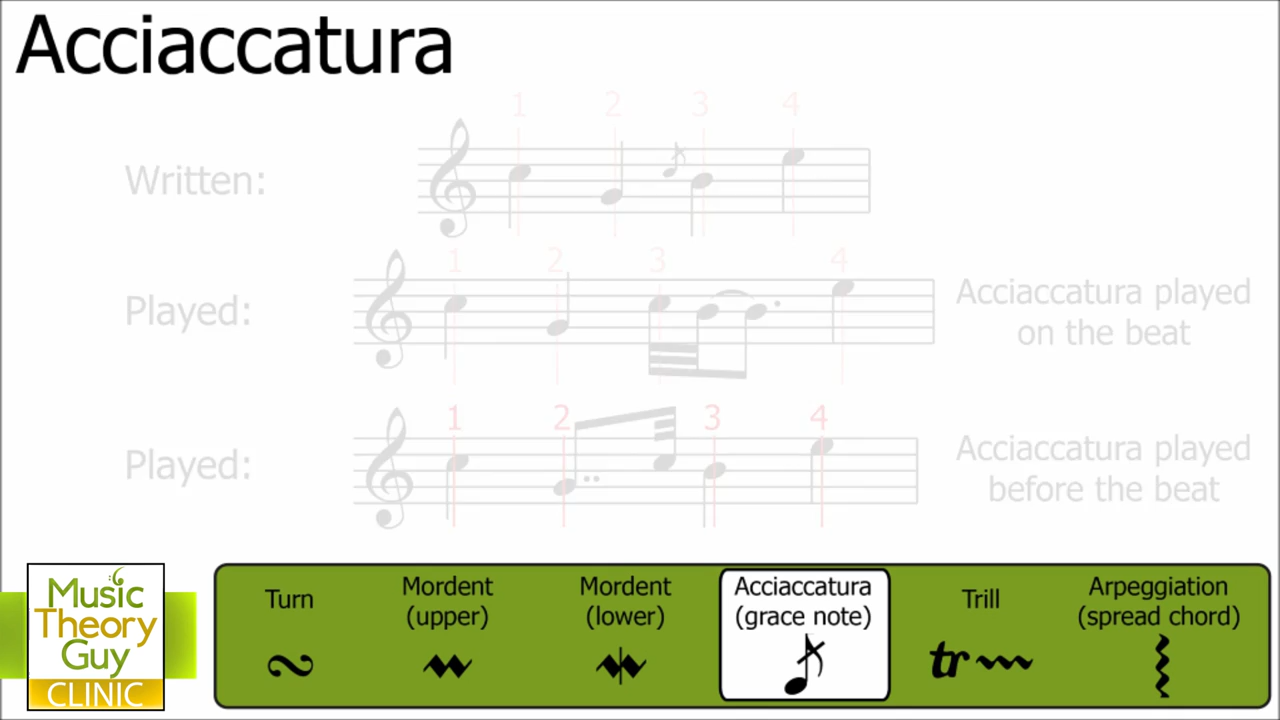 Acciaccatura
1 2 3 4
Written:
1 2 3 4
Played:
Acciaccatura played
on the beat
1 2 3 4
Played:
Acciaccatura played
before the beat
Music
Theory
Guy
CLINIC
Turn
Mordent
(upper)
Mordent
(lower)
Acciaccatura
(grace note)
Trill
tr
Arpeggiation
(spread chord)